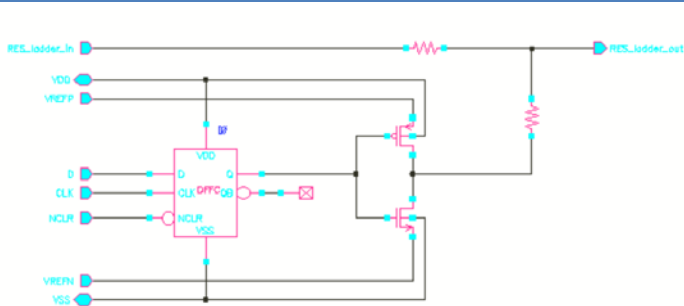 RES_ladder_in
RES_ladder_out
VDD
VREFP
VDD
D
D
Q
CLK
CLK
DFFC
QB
NCLR
NCLR
VSS
VREFN
VSS